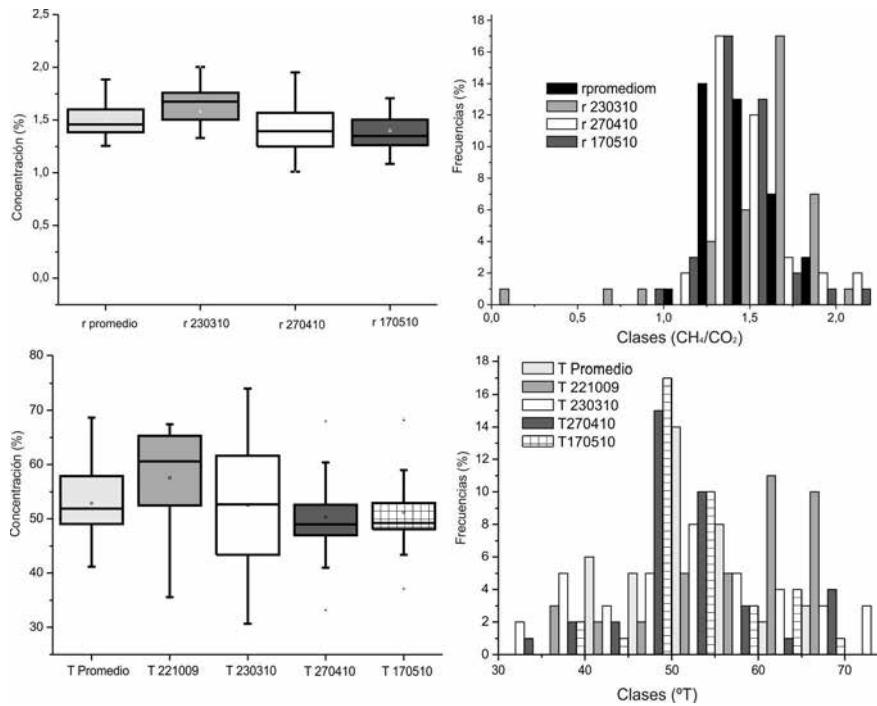 Concentración (%)
2,5
2,0
1,5
1,0
0,5
0,0
r promedio
r 230310
r 270410
r 170510
Frecuencias (%)
18
16
14
12
10
8
6
4
2
0
rpromediom
r 230310
r 270410
r 170510
0,0
0,5
1,0
1,5
2,0
Clases (CH₄/CO₂)
Concentración (%)
80
70
60
50
40
30
T Promedio
T 221009
T 230310
T 270410
T 170510
Frecuencias (%)
18
16
14
12
10
8
6
4
2
0
T Promedio
T 221009
T 230310
T270410
T170510
30
40
50
60
70
Clases (ºT)